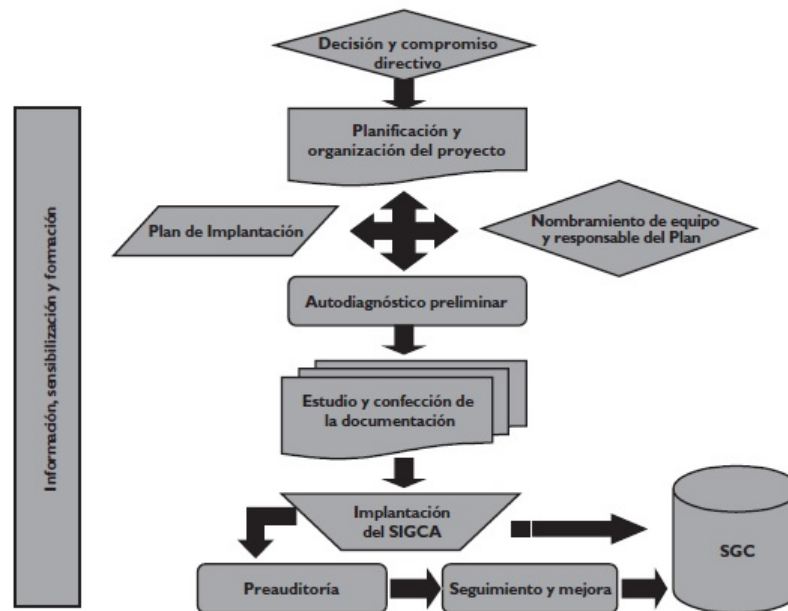 Decisión y compromiso
directivo
Planificación y
organización del proyecto
Plan de Implantación
Nombramiento de equipo
y responsable del Plan
Autodiagnóstico preliminar
Información, sensibilización y formación
Estudio y confección de
la documentación
Implantación
del SIGCA
SGC
Preauditoría
Seguimiento y mejora